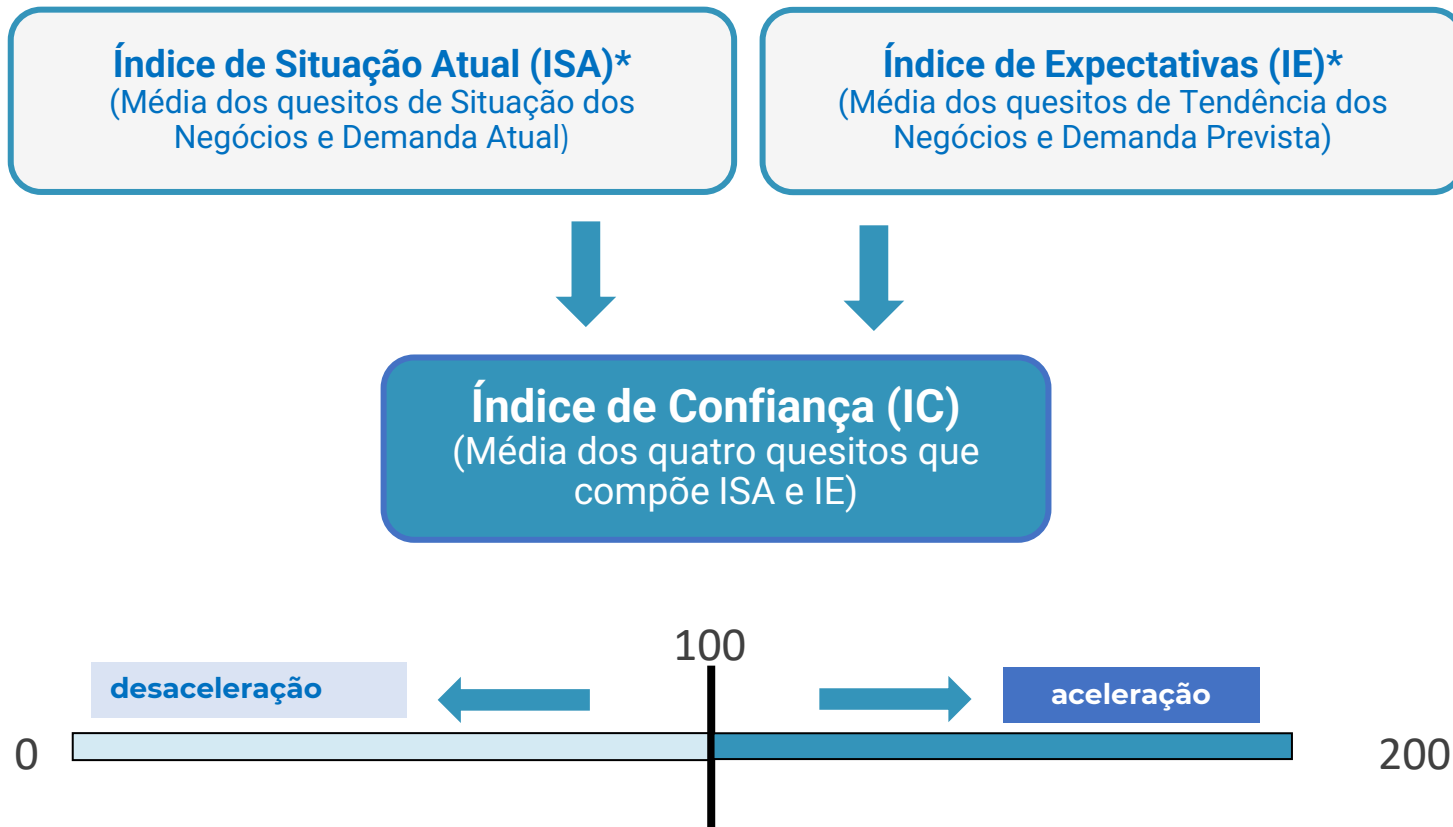 Índice de Situação Atual (ISA)*
(Média dos quesitos de Situação dos
Negócios e Demanda Atual)
Índice de Expectativas (IE)*
(Média dos quesitos de Tendência dos
Negócios e Demanda Prevista)
Índice de Confiança (IC)
(Média dos quatro quesitos que
compõe ISA e IE)
100
desaceleração
aceleração
0
200